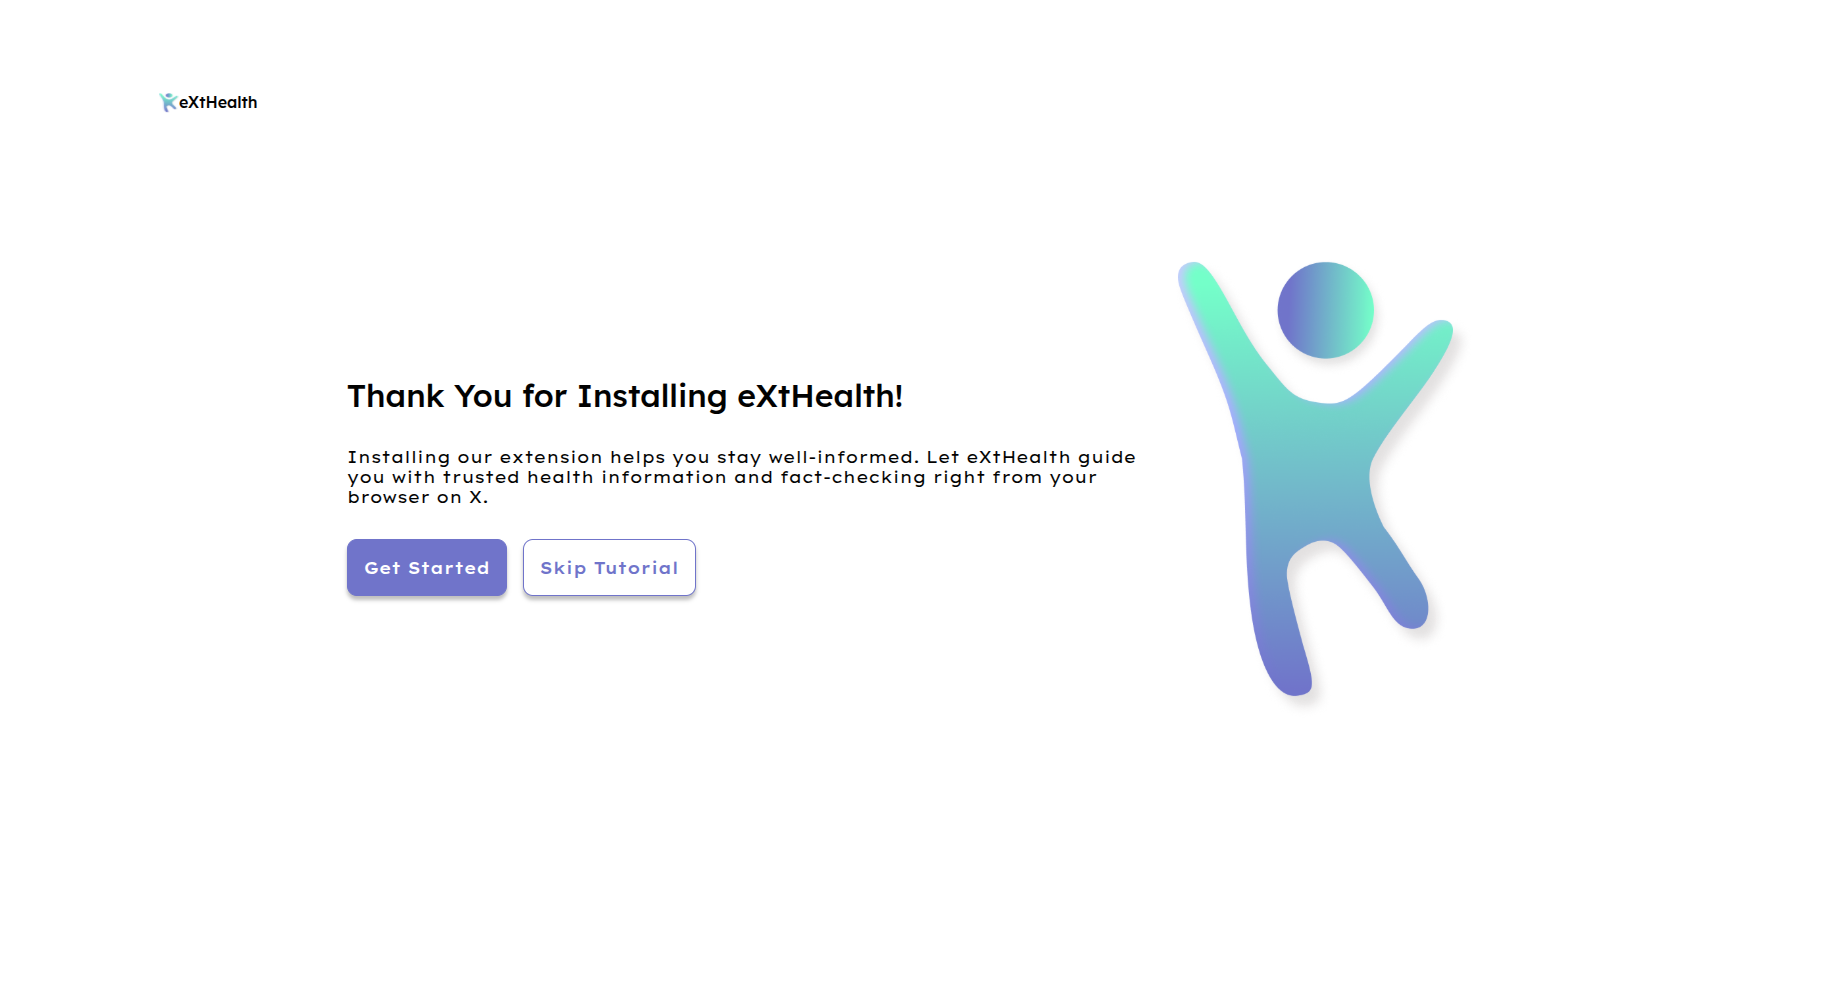 eXtHealth
Thank You for Installing eXtHealth!
Installing our extension helps you stay well-informed. Let eXtHealth guide
you with trusted health information and fact-checking right from your
browser on X.
Get Started
Skip Tutorial